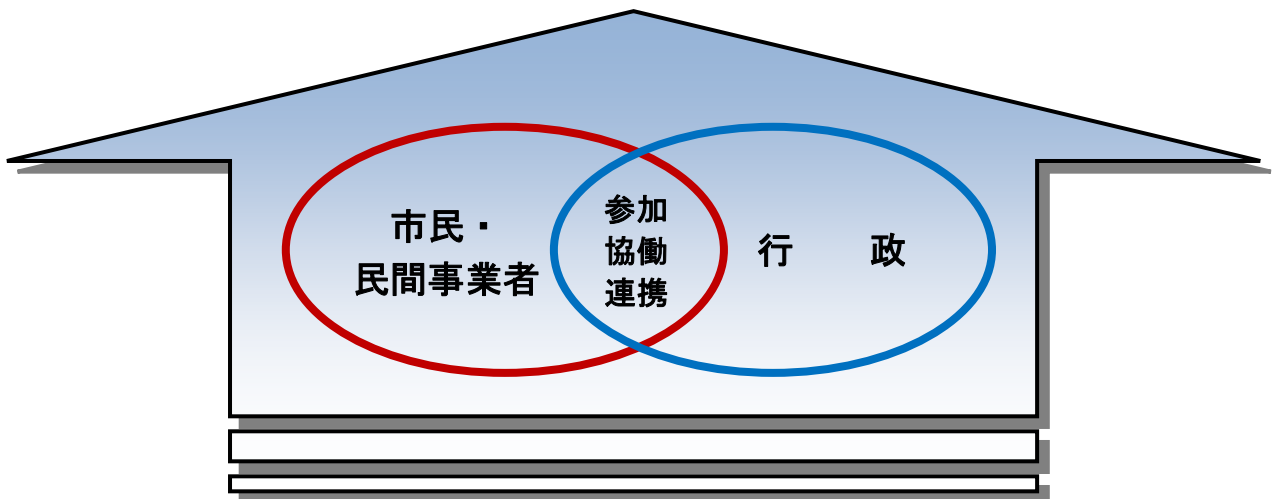 市民・
民間事業者
参加
協働
連携
行　　政